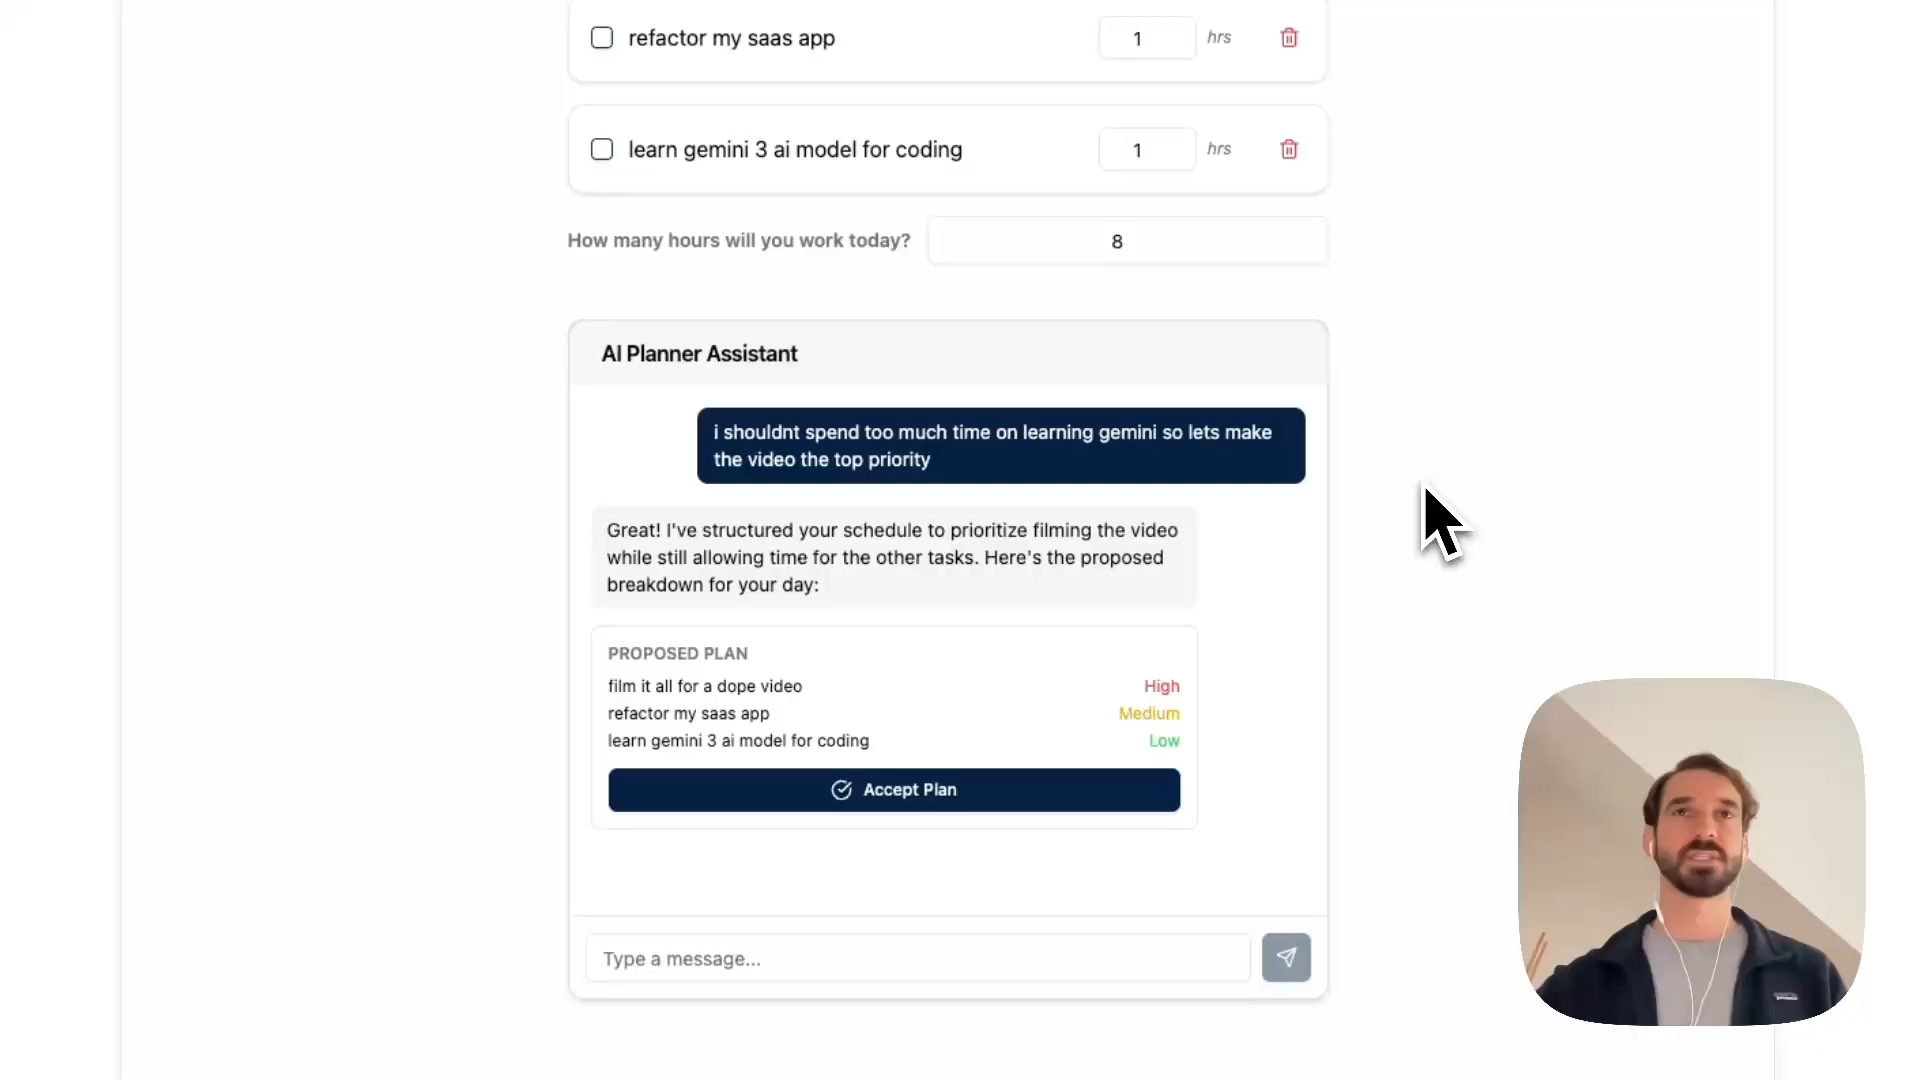 refactor my saas app 1 hrs
learn gemini 3 ai model for coding 1 hrs
How many hours will you work today? 8
AI Planner Assistant
i shouldnt spend too much time on learning gemini so lets make
the video the top priority
Great! I've structured your schedule to prioritize filming the video
while still allowing time for the other tasks. Here's the proposed
breakdown for your day:
PROPOSED PLAN
film it all for a dope video High
refactor my saas app Medium
learn gemini 3 ai model for coding Low
Accept Plan
Type a message...